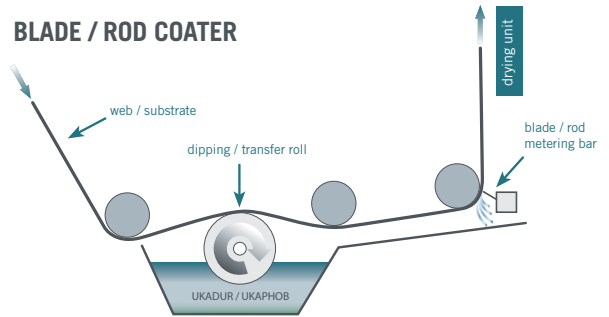 BLADE / ROD COATER
drying unit
web / substrate
blade / rod
metering bar
dipping / transfer roll
UKADUR / UKAPHOB